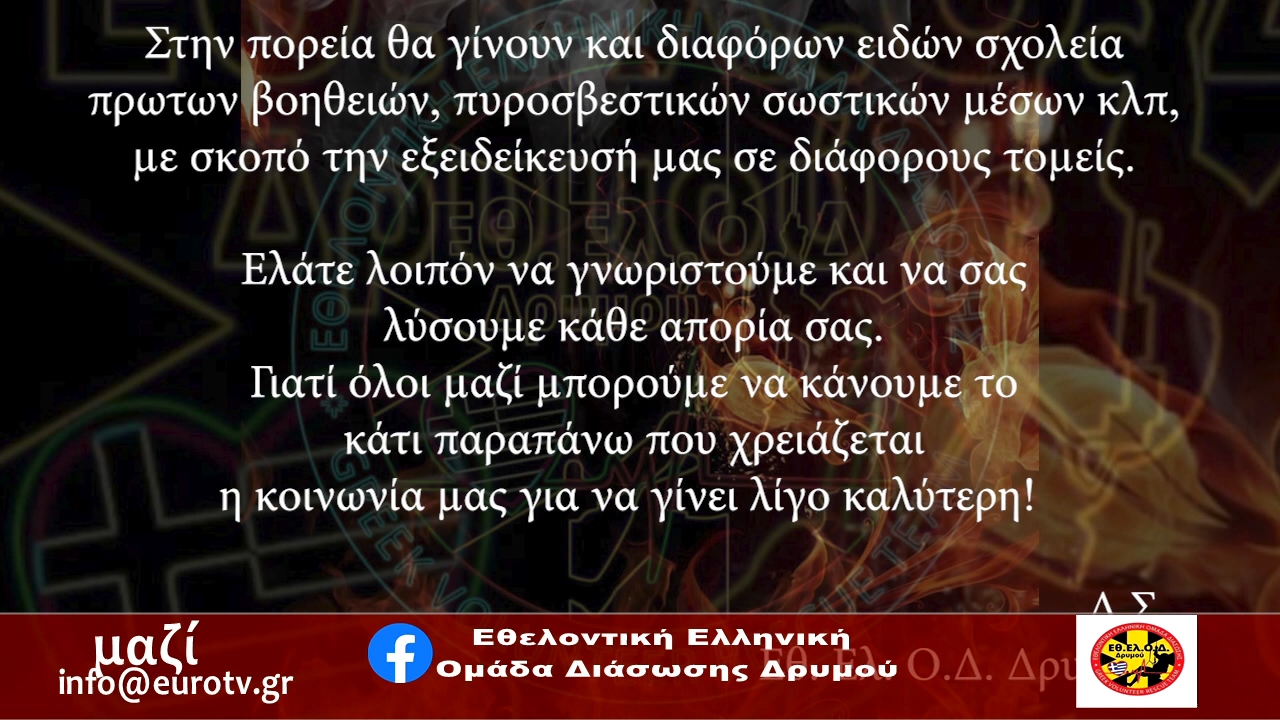 Στην πορεία θα γίνουν και διαφόρων ειδών σχολεία
πρωτων βοηθειών, πυροσβεστικών σωστικών μέσων κλπ,
με σκοπό την εξειδείκευσή μας σε διάφορους τομείς.
Ελάτε λοιπόν να γνωριστούμε και να σας
λύσουμε κάθε απορία σας.
Γιατί όλοι μαζί μπορούμε να κάνουμε το
κάτι παραπάνω που χρειάζεται
η κοινωνία μας για να γίνει λίγο καλύτερη!
Δ.Σ
Εθ. Ελ. Ο.Δ.
μαζί
info@eurotv.gr
Εθελοντική Ελληνική
Ομάδα Διάσωσης Δρυμού
ΕΘ.ΕΛ.Ο.Δ.
Δρυμού